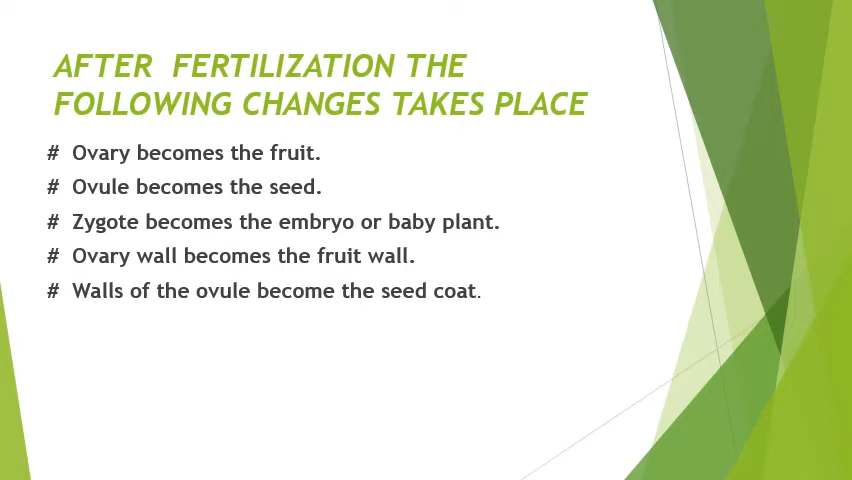 AFTER  FERTILIZATION THE
FOLLOWING CHANGES TAKES PLACE
#  Ovary becomes the fruit.
#  Ovule becomes the seed.
#  Zygote becomes the embryo or baby plant.
#  Ovary wall becomes the fruit wall.
#  Walls of the ovule become the seed coat.